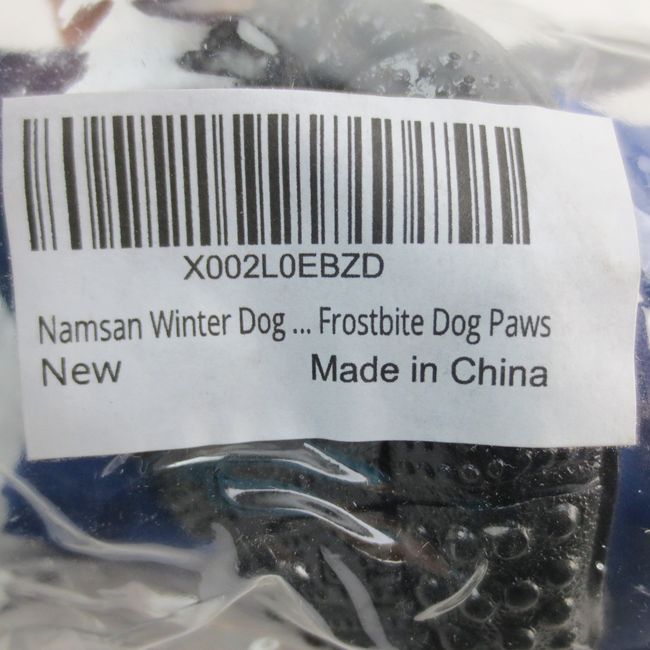 X002L0EBZD
Namsan Winter Dog ... Frostbite Dog Paws
New Made in China